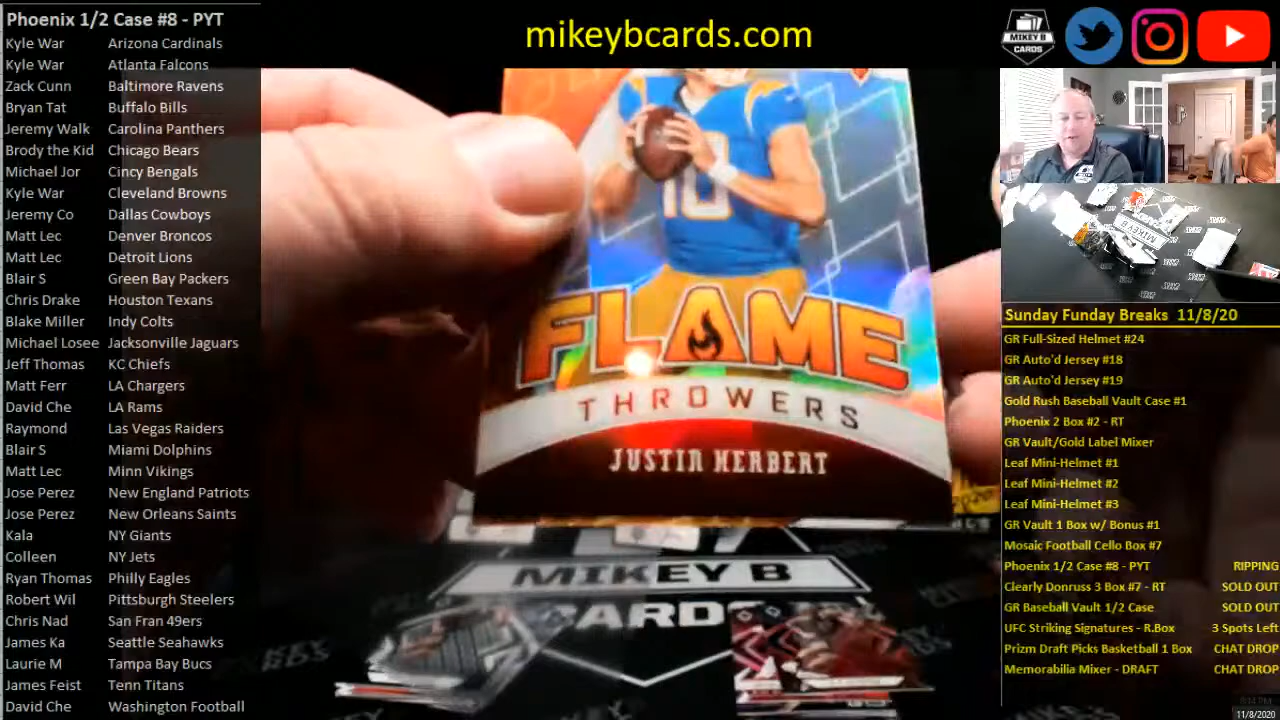 Phoenix 1/2 Case #8 - PYT
Kyle War Arizona Cardinals
Kyle War Atlanta Falcons
Zack Cunn Baltimore Ravens
Bryan Tat Buffalo Bills
Jeremy Walk Carolina Panthers
Brody the Kid Chicago Bears
Michael Jor Cincy Bengals
Kyle War Cleveland Browns
Jeremy Co Dallas Cowboys
Matt Lec Denver Broncos
Matt Lec Detroit Lions
Blair S Green Bay Packers
Chris Drake Houston Texans
Blake Miller Indy Colts
Michael Losee Jacksonville Jaguars
Jeff Thomas KC Chiefs
Matt Ferr LA Chargers
David Che LA Rams
Raymond Las Vegas Raiders
Blair S Miami Dolphins
Matt Lec Minn Vikings
Jose Perez New England Patriots
Jose Perez New Orleans Saints
Kala NY Giants
Colleen NY Jets
Ryan Thomas Philly Eagles
Robert Wil Pittsburgh Steelers
Chris Nad San Fran 49ers
James Ka Seattle Seahawks
Laurie M Tampa Bay Bucs
James Feist Tenn Titans
David Che Washington Football
mikeybcards.com
10
FLAME
THROWERS
JUSTIN HERBERT
MIKEY B
CARDS
MIKEY B
CARDS
Sunday Funday Breaks 11/8/20
GR Full-Sized Helmet #24
GR Auto'd Jersey #18
GR Auto'd Jersey #19
Gold Rush Baseball Vault Case #1
Phoenix 2 Box #2 - RT
GR Vault/Gold Label Mixer
Leaf Mini-Helmet #1
Leaf Mini-Helmet #2
Leaf Mini-Helmet #3
GR Vault 1 Box w/ Bonus #1
Mosaic Football Cello Box #7
Phoenix 1/2 Case #8 - PYT RIPPING
Clearly Donruss 3 Box #7 - RT SOLD OUT
GR Baseball Vault 1/2 Case SOLD OUT
UFC Striking Signatures - R.Box 3 Spots Left
Prizm Draft Picks Basketball 1 Box CHAT DROP
Memorabilia Mixer - DRAFT CHAT DROP
11/8/2020